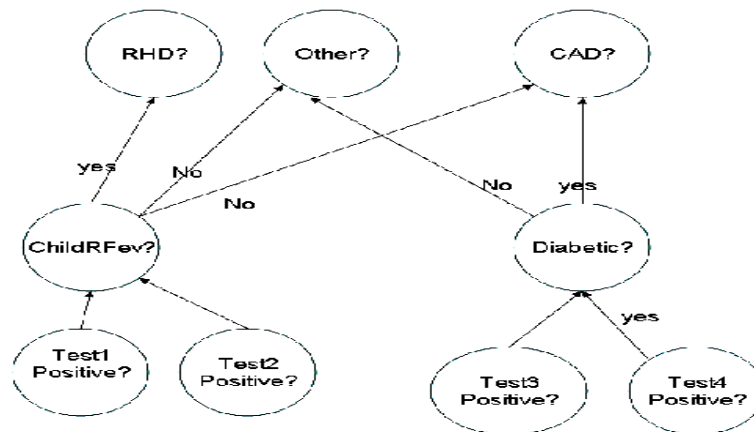 RHD?
Other?
CAD?
yes
No
No
No
yes
ChildRFev?
Diabetic?
yes
Test1
Positive?
Test2
Positive?
Test3
Positive?
Test4
Positive?